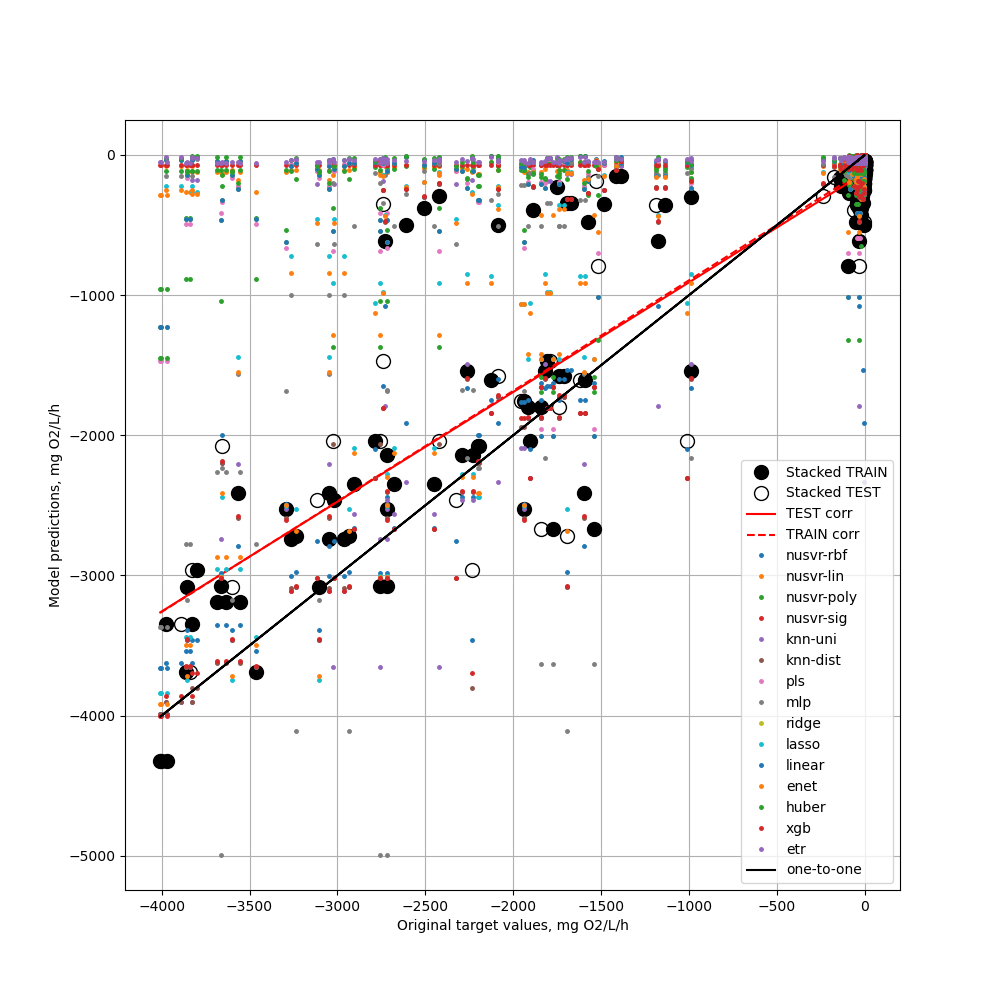 0
−1000
−2000
−3000
−4000
−5000
Model predictions, mg O2/L/h
−4000 −3500 −3000 −2500 −2000 −1500 −1000 −500 0
Original target values, mg O2/L/h
Stacked TRAIN
Stacked TEST
TEST corr
TRAIN corr
nusvr-rbf
nusvr-lin
nusvr-poly
nusvr-sig
knn-uni
knn-dist
pls
mlp
ridge
lasso
linear
enet
huber
xgb
etr
one-to-one